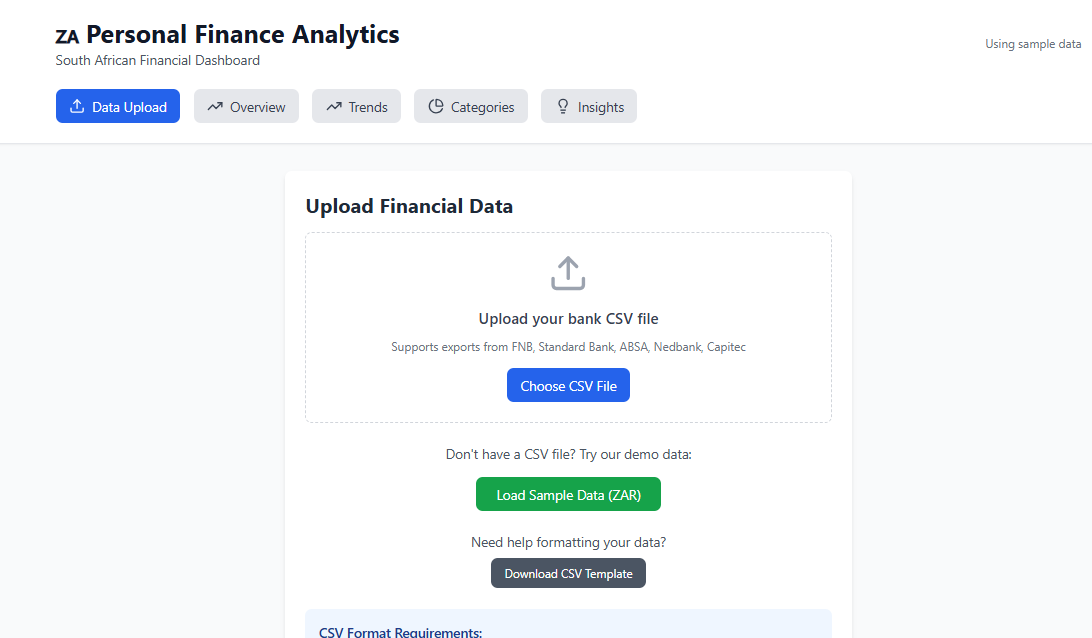 ZA Personal Finance Analytics
South African Financial Dashboard
Using sample data
Data Upload
Overview
Trends
Categories
Insights
Upload Financial Data
Upload your bank CSV file
Supports exports from FNB, Standard Bank, ABSA, Nedbank, Capitec
Choose CSV File
Don't have a CSV file? Try our demo data:
Load Sample Data (ZAR)
Need help formatting your data?
Download CSV Template
CSV Format Requirements: